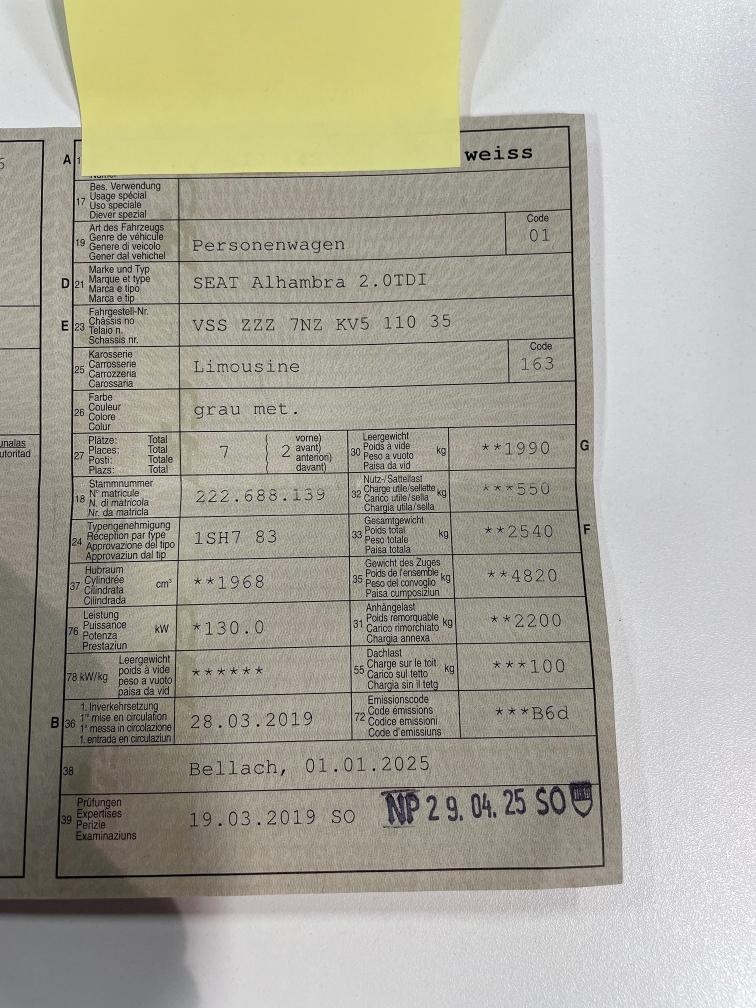 A
weiss
17 Bes. Verwendung
Usage spécial
Uso speciale
Diever spezial
19 Art des Fahrzeugs
Genre de véhicule
Genere di veicolo
Gener dal vehichel
Personenwagen
Code
01
D 21 Marke und Typ
Marque et type
Marca e tipo
Marca e tip
SEAT Alhambra 2.0TDI
E 23 Fahrgestell-Nr.
Châssis no
Telaio n.
Schassis nr.
VSS ZZZ 7NZ KV5 110 35
25 Karosserie
Carrosserie
Carrozzeria
Carossaria
Limousine
Code
163
26 Farbe
Couleur
Colore
Colur
grau met.
27 Plätze: Total
Places: Total
Posti: Totale
Plazs: Total
7
2
vorne)
avant)
anteriori)
davant)
30 Leergewicht
Poids à vide
Peso a vuoto
Paisa da vid
kg
**1990
G
18 Stammnummer
N° matricule
N. di matricola
Nr. da matricla
222.688.139
32 Nutz-/Sattellast
Charge utile/sellette
Carico utile/sella
Chargia utila/sella
kg
***550
24 Typengenehmigung
Réception par type
Approvazione del tipo
Approvaziun dal tip
1SH7 83
33 Gesamtgewicht
Poids total
Peso totale
Paisa totala
kg
**2540
F
37 Hubraum
Cylindrée
Cilindrata
Cilindrada
cm³
**1968
35 Gewicht des Zuges
Poids de l'ensemble
Peso del convoglio
Paisa cumposiziun
kg
**4820
76 Leistung
Puissance
Potenza
Prestaziun
kW
*130.0
31 Anhängelast
Poids remorquable
Carico rimorchiato
Chargia annexa
kg
**2200
78 kW/kg
Leergewicht
poids à vide
peso a vuoto
paisa da vid
******
55 Dachlast
Charge sur le toit
Carico sul tetto
Chargia sin il tetg
kg
***100
B 36 1. Inverkehrsetzung
1re mise en circulation
1a messa in circolazione
1. entrada en circulaziun
28.03.2019
72 Emissionscode
Code émissions
Codice emissioni
Code d'emissiuns
***B6d
38
Bellach, 01.01.2025
39 Prüfungen
Expertises
Perizie
Examinaziuns
19.03.2019 SO
NP 29.04.25 SO